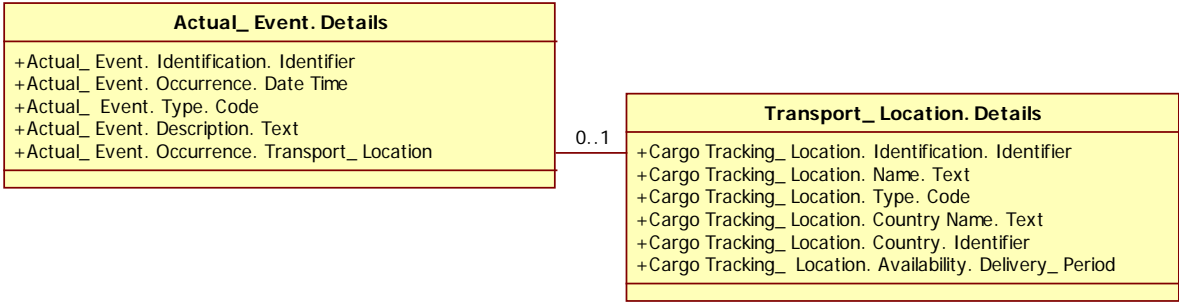 Actual_ Event. Details
+Actual_ Event. Identification. Identifier
+Actual_ Event. Occurrence. Date Time
+Actual_ Event. Type. Code
+Actual_ Event. Description. Text
+Actual_ Event. Occurrence. Transport_ Location
0..1
Transport_ Location. Details
+Cargo Tracking_ Location. Identification. Identifier
+Cargo Tracking_ Location. Name. Text
+Cargo Tracking_ Location. Type. Code
+Cargo Tracking_ Location. Country Name. Text
+Cargo Tracking_ Location. Country. Identifier
+Cargo Tracking_ Location. Availability. Delivery_ Period